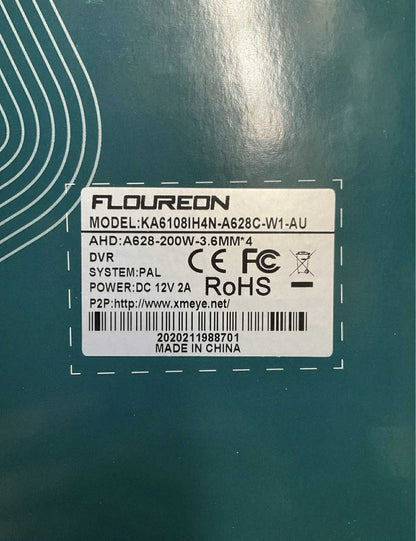 FLOUREON
MODEL:KA6108IH4N-A628C-W1-AU
AHD:A628-200W-3.6MM*4
DVR
SYSTEM:PAL
CE FC
POWER:DC 12V 2A
RoHS
P2P:http://www.xmeye.net/
2020211988701
MADE IN CHINA